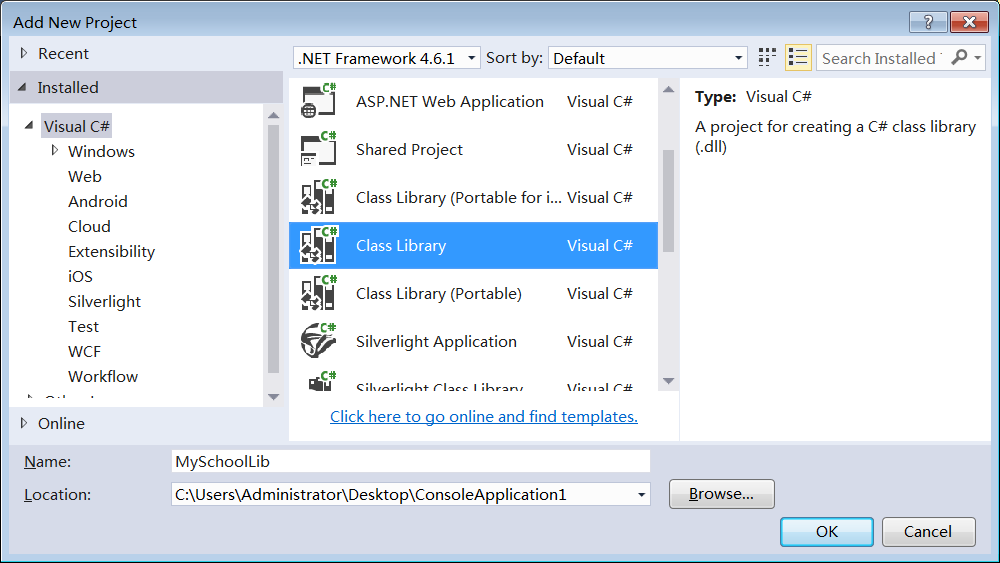 Add New Project
?
Recent
Installed
Visual C#
Windows
Web
Android
Cloud
Extensibility
iOS
Silverlight
Test
WCF
Workflow
Online
.NET Framework 4.6.1 Sort by: Default
Search Installed
C# ASP.NET Web Application Visual C#
C# Shared Project Visual C#
C# Class Library (Portable for i... Visual C#
C# Class Library Visual C#
C# Class Library (Portable) Visual C#
C# Silverlight Application Visual C#
C# Silverlight Class Library Visual C#
Click here to go online and find templates.
Type: Visual C#
A project for creating a C# class library
(.dll)
Name: MySchoolLib
Location: C:\Users\Administrator\Desktop\ConsoleApplication1 Browse...
OK Cancel